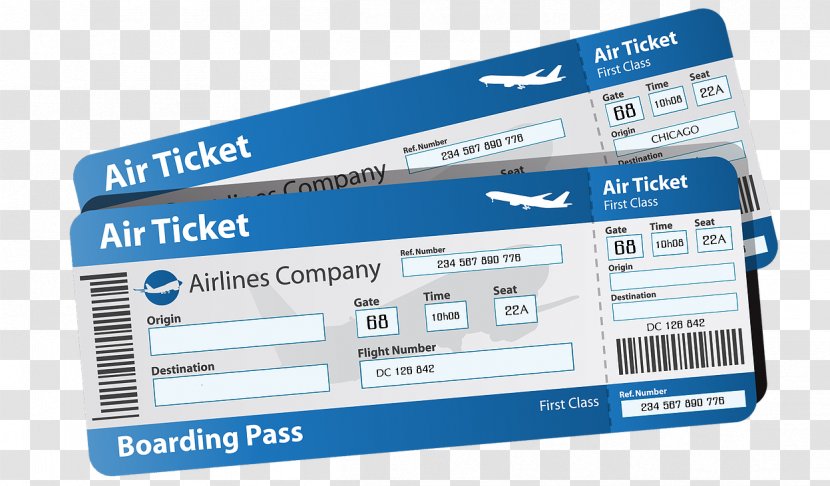 Air Ticket
First Class
Gate Time Seat
68 10h08 22A
Origin
CHICAGO
Destination
Air Ticket
Ref. Number
234 567 890 776
Airlines Company
Seat
Air Ticket
Airlines Company
Ref. Number
234 567 890 776
Origin
Gate Time Seat
68 10h08 22A
Destination
Flight Number
DC 126 842
Boarding Pass
First Class
Air Ticket
First Class
Gate Time Seat
68 10h08 22A
Origin
Destination
DC 126 842
Ref. Number
234 567 890 776